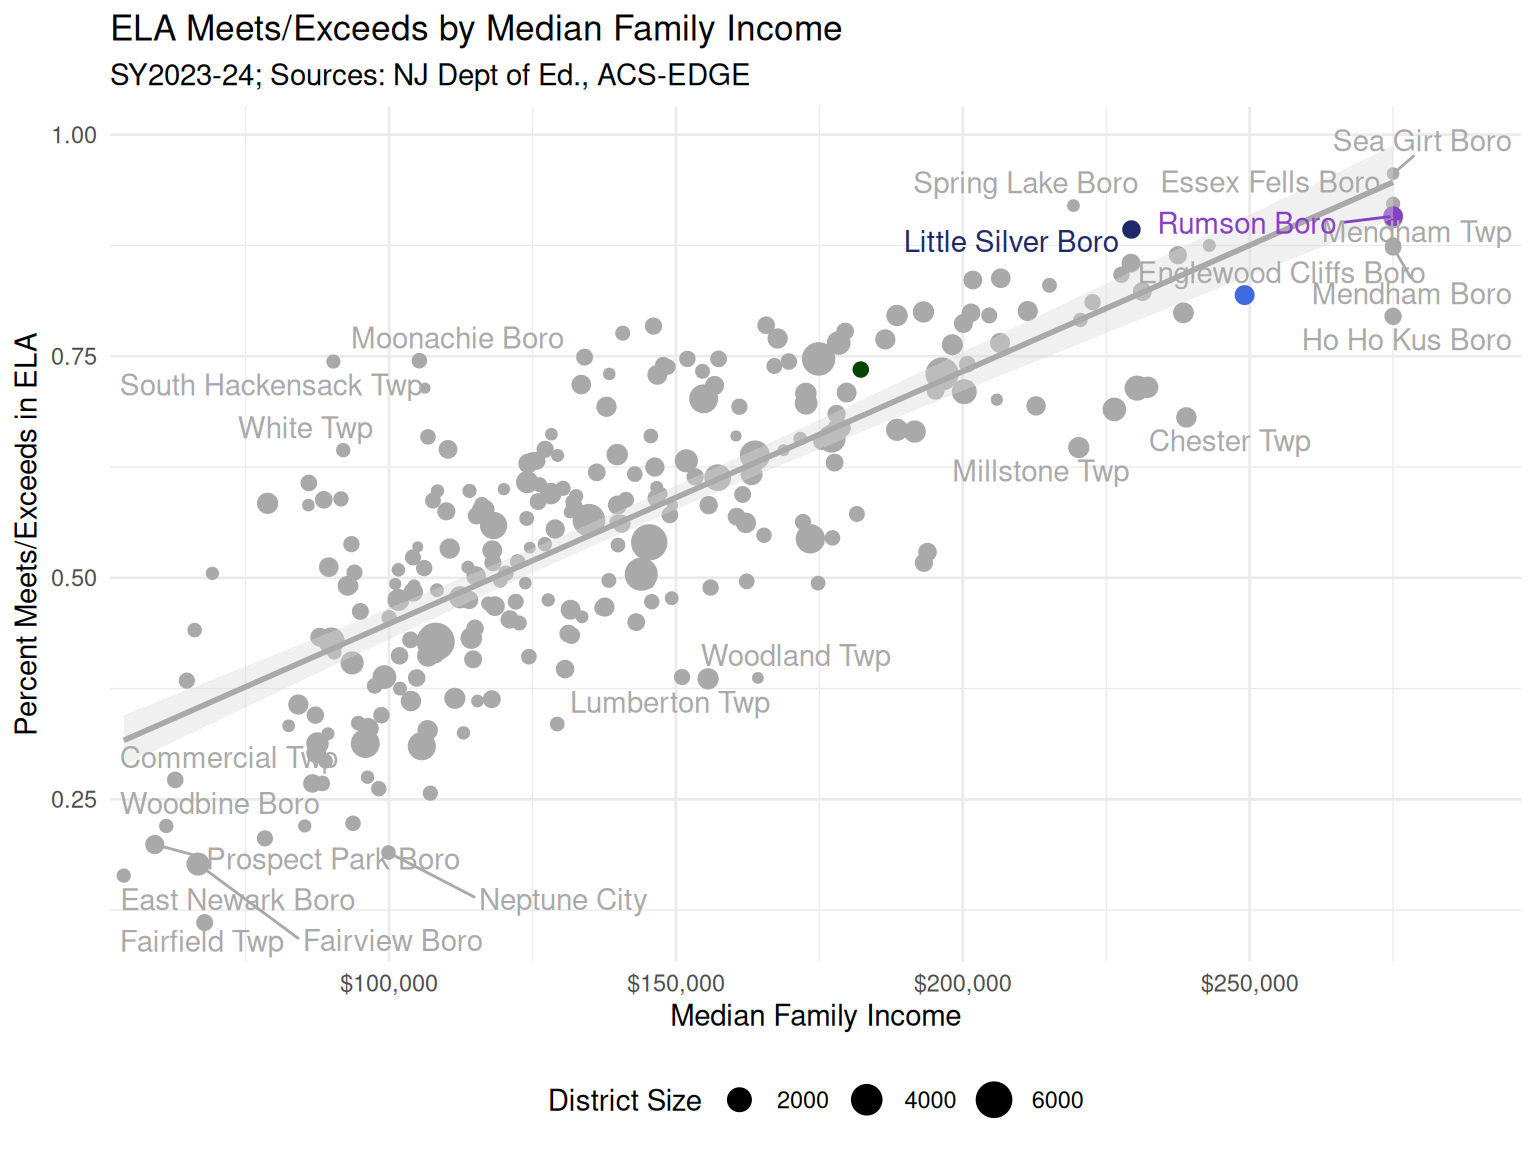 ELA Meets/Exceeds by Median Family Income
SY2023-24; Sources: NJ Dept of Ed., ACS-EDGE
1.00
Sea Girt Boro
Spring Lake Boro
Essex Fells Boro
Rumson Boro
Mendham Twp
Little Silver Boro
Englewood Cliffs Boro
Mendham Boro
Ho Ho Kus Boro
Moonachie Boro
0.75
South Hackensack Twp
White Twp
Chester Twp
Millstone Twp
Percent Meets/Exceeds in ELA
0.50
Woodland Twp
Lumberton Twp
Commercial Twp
0.25
Woodbine Boro
Prospect Park Boro
East Newark Boro
Neptune City
Fairfield Twp
Fairview Boro
$100,000
$150,000
$200,000
$250,000
Median Family Income
District Size
2000
4000
6000